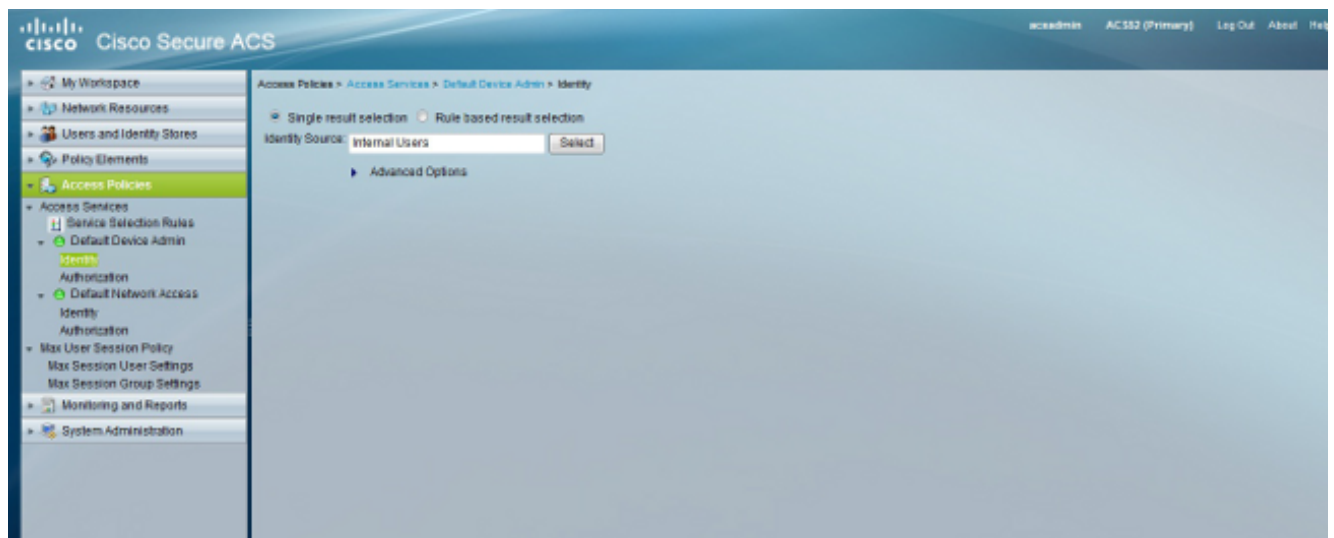 acsadmin ACS52 (Primary) Log Out About Help
CISCO Cisco Secure ACS
My Workspace
Network Resources
Users and Identity Stores
Policy Elements
Access Policies
Access Services
Service Selection Rules
Default Device Admin
Identity
Authorization
Default Network Access
Identity
Authorization
Max User Session Policy
Max Session User Settings
Max Session Group Settings
Monitoring and Reports
System Administration
Access Policies > Access Services > Default Device Admin > Identity
Single result selection Rule based result selection
Identity Source: Internal Users Select
Advanced Options